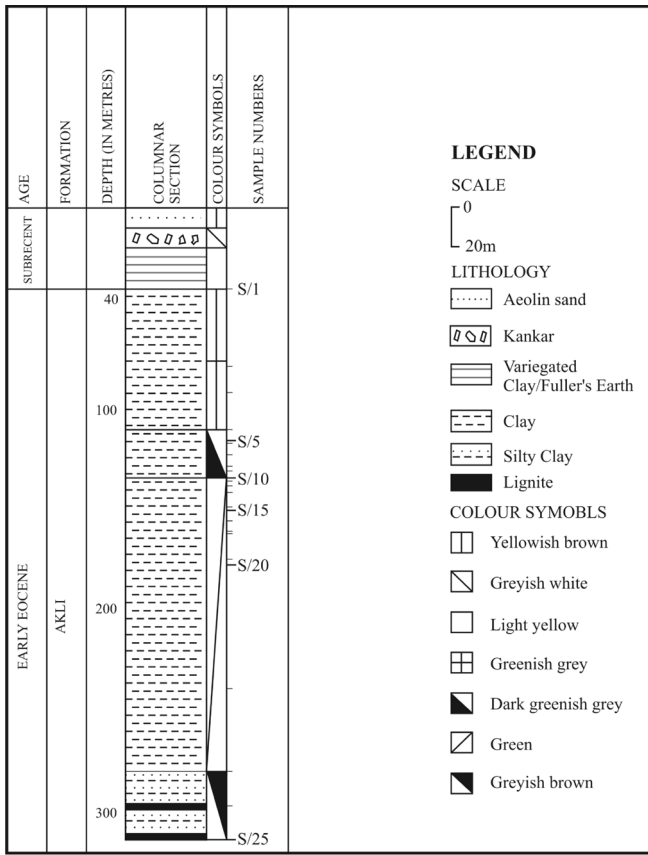 AGE
FORMATION
DEPTH (IN METRES)
COLUMNAR
SECTION
COLOUR SYMBOLS
SAMPLE NUMBERS
SUBRECENT
EARLY EOCENE
AKLI
40
100
200
300
S/1
S/5
S/10
S/15
S/20
S/25
LEGEND
SCALE
0
20m
LITHOLOGY
Aeolin sand
Kankar
Variegated
Clay/Fuller's Earth
Clay
Silty Clay
Lignite
COLOUR SYMOBLS
Yellowish brown
Greyish white
Light yellow
Greenish grey
Dark greenish grey
Green
Greyish brown